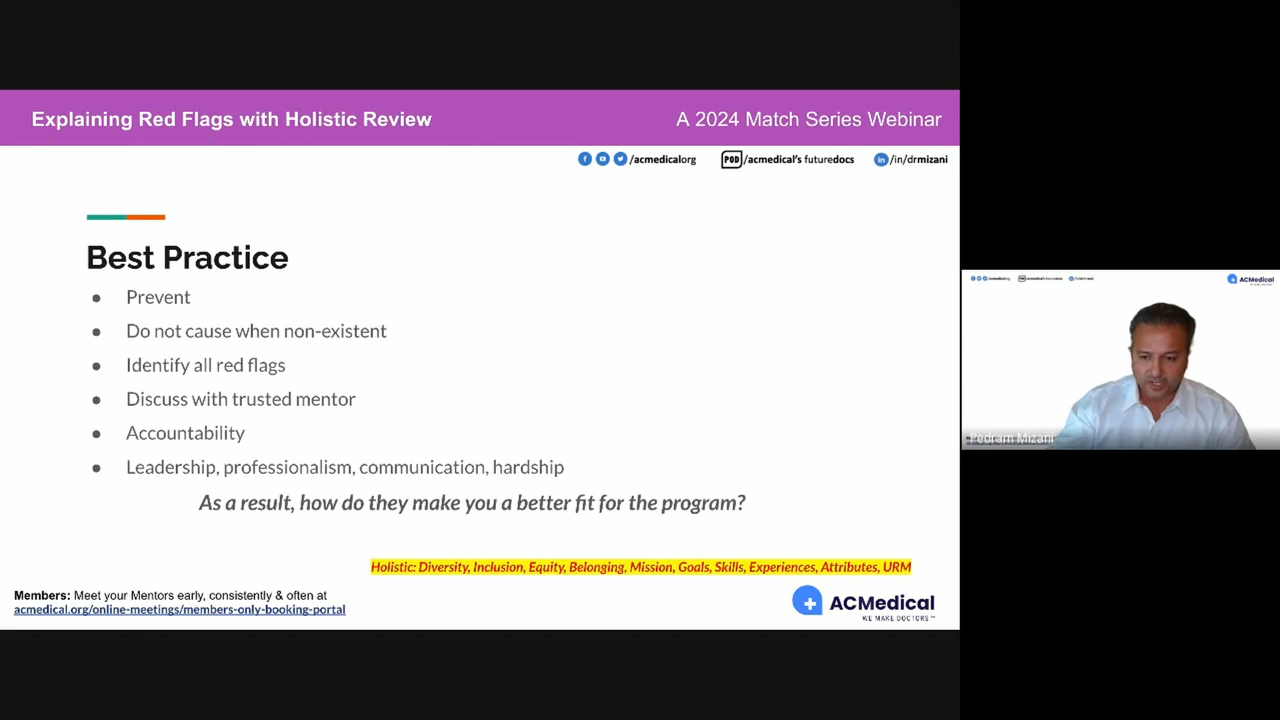 Explaining Red Flags with Holistic Review
A 2024 Match Series Webinar
/acmedicalorg
POD /acmedical's futuredocs
in /in/drmizani
Best Practice
● Prevent
● Do not cause when non-existent
● Identify all red flags
● Discuss with trusted mentor
● Accountability
● Leadership, professionalism, communication, hardship
As a result, how do they make you a better fit for the program?
Holistic: Diversity, Inclusion, Equity, Belonging, Mission, Goals, Skills, Experiences, Attributes, URM
Members: Meet your Mentors early, consistently & often at
acmedical.org/online-meetings/members-only-booking-portal
ACMedical
WE MAKE DOCTORS™
ACMedical
Pedram Mizani